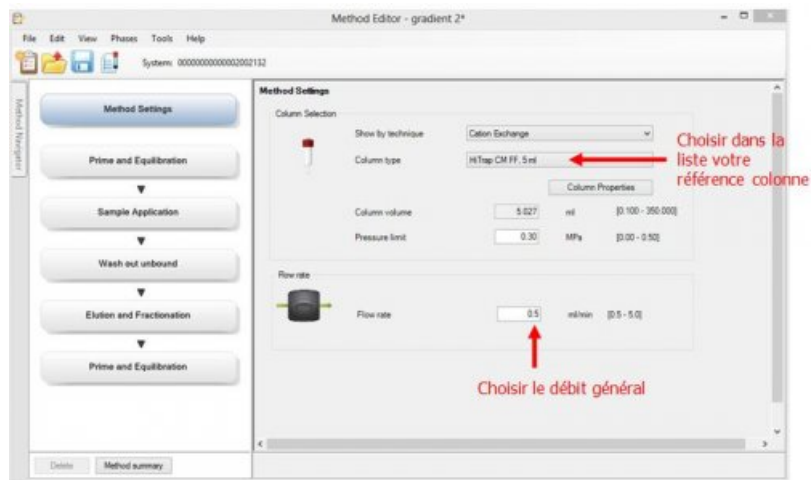 Method Editor - gradient 2*
File Edit View Phases Tools Help
System: 0000000000002002132
Method Navigator
Method Settings
Prime and Equilibration
Sample Application
Wash out unbound
Elution and Fractionation
Prime and Equilibration
Delete
Method summary
Method Settings
Column Selection
Show by technique
Cation Exchange
Column type
HiTrap CM FF, 5 ml
Choisir dans la
liste votre
référence colonne
Column Properties
Column volume 5.027 ml [0.100 - 350.000]
Pressure limit 0.30 MPa [0.00 - 0.50]
Flow rate
Flow rate 0.5 ml/min [0.5 - 5.0]
Choisir le débit général